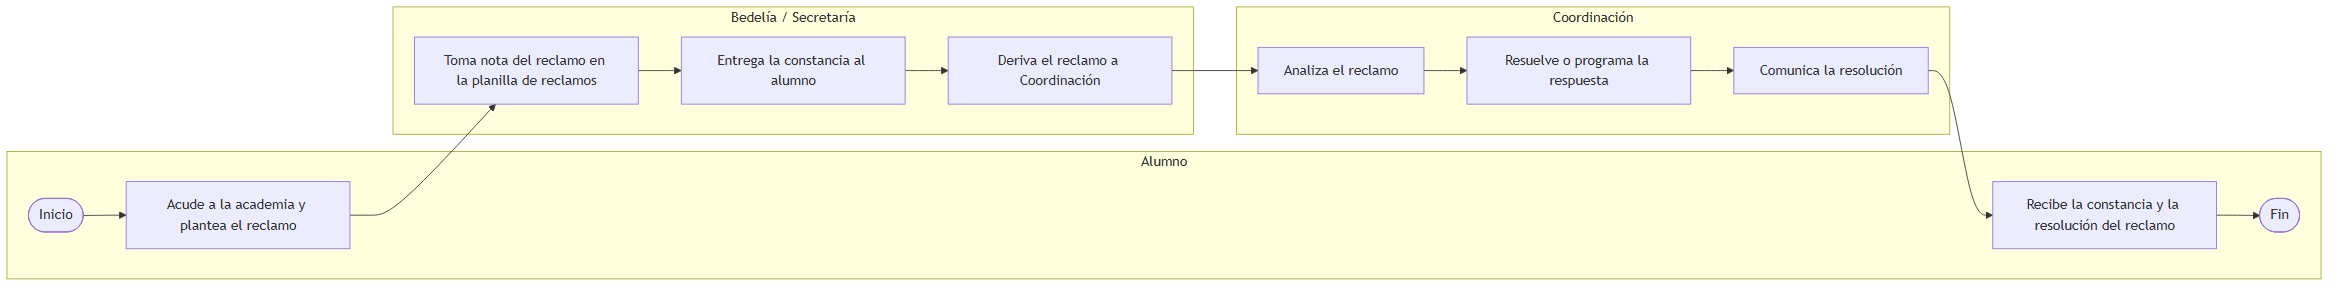 Bedelía / Secretaría
Toma nota del reclamo en
la planilla de reclamos
Entrega la constancia al
alumno
Deriva el reclamo a
Coordinación
Coordinación
Analiza el reclamo
Resuelve o programa la
respuesta
Comunica la resolución
Alumno
Inicio
Acude a la academia y
plantea el reclamo
Recibe la constancia y la
resolución del reclamo
Fin